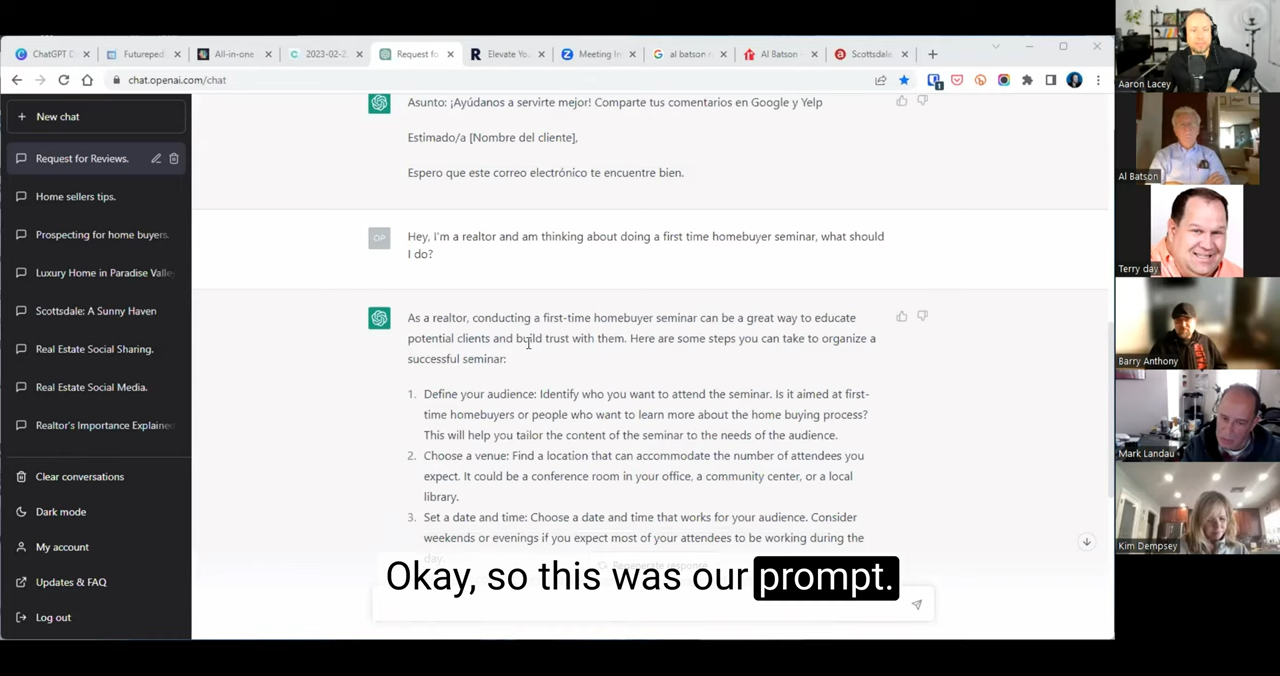 ChatGPT D
Futureped
All-in-one
2023-02-2
Request fo
Elevate Yo
Meeting In
al batson r
Al Batson -
Scottsdale
chat.openai.com/chat
New chat
Request for Reviews.
Home sellers tips.
Prospecting for home buyers.
Luxury Home in Paradise Valle
Scottsdale: A Sunny Haven
Real Estate Social Sharing.
Real Estate Social Media.
Realtor's Importance Explained
Clear conversations
Dark mode
My account
Updates & FAQ
Log out
Asunto: ¡Ayúdanos a servirte mejor! Comparte tus comentarios en Google y Yelp
Estimado/a [Nombre del cliente],
Espero que este correo electrónico te encuentre bien.
OP
Hey, I'm a realtor and am thinking about doing a first time homebuyer seminar, what should
I do?
As a realtor, conducting a first-time homebuyer seminar can be a great way to educate
potential clients and build trust with them. Here are some steps you can take to organize a
successful seminar:
1. Define your audience: Identify who you want to attend the seminar. Is it aimed at first-
time homebuyers or people who want to learn more about the home buying process?
This will help you tailor the content of the seminar to the needs of the audience.
2. Choose a venue: Find a location that can accommodate the number of attendees you
expect. It could be a conference room in your office, a community center, or a local
library.
3. Set a date and time: Choose a date and time that works for your audience. Consider
weekends or evenings if you expect most of your attendees to be working during the
day.
Regenerate response
Okay, so this was our prompt.
Aaron Lacey
Al Batson
Terry day
Barry Anthony
Mark Landau
Kim Dempsey